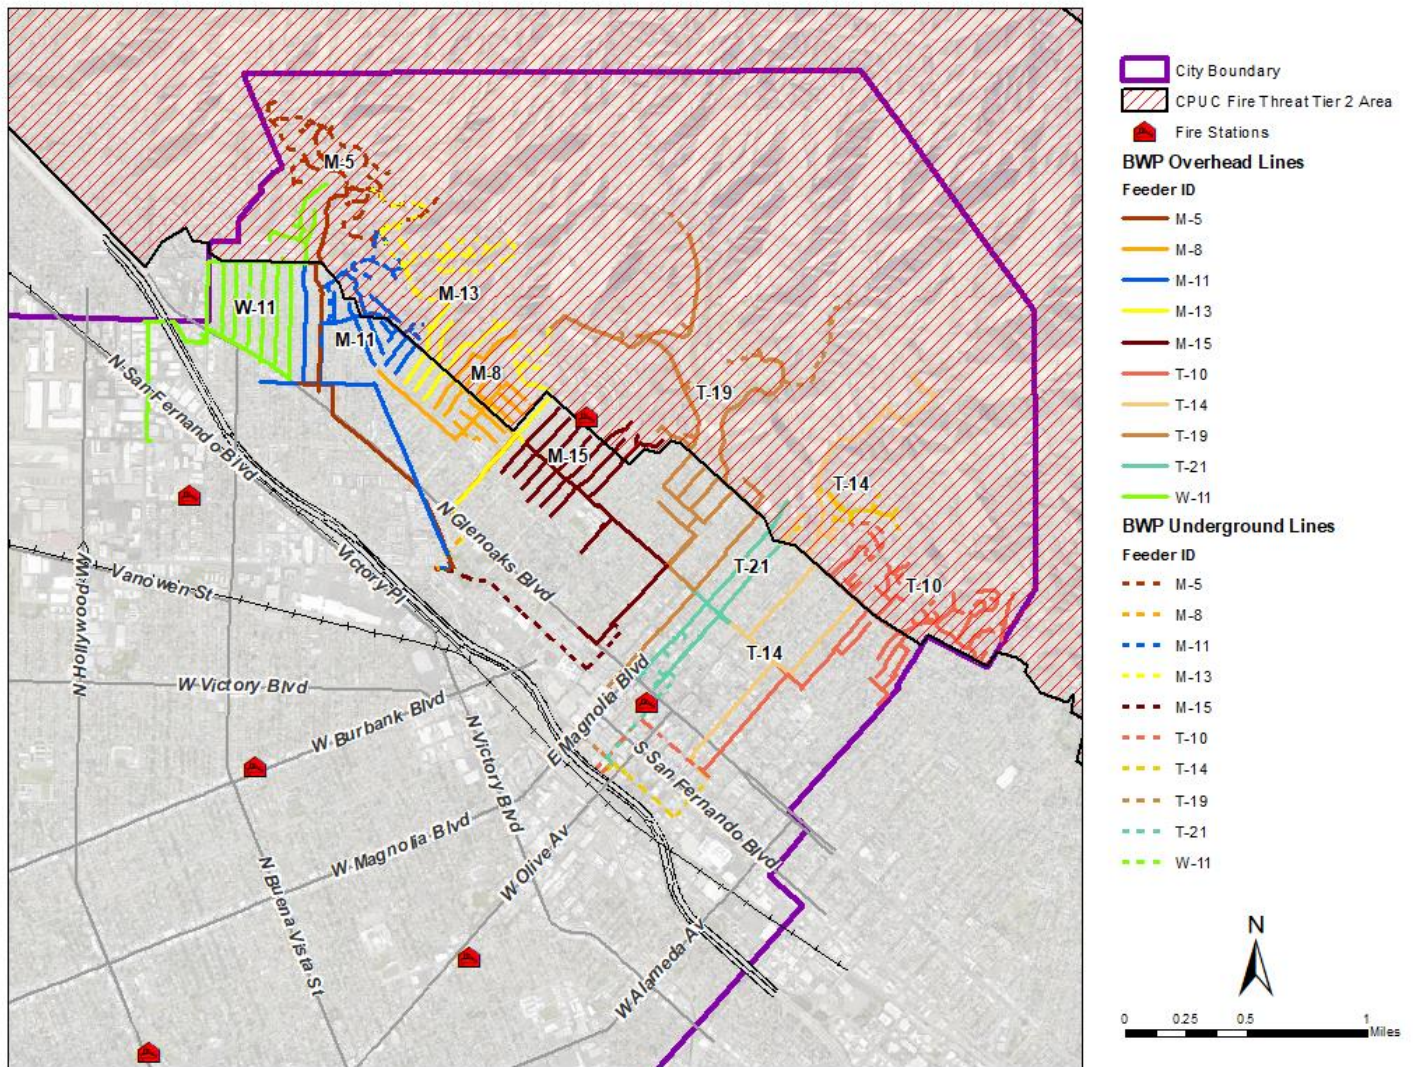 M-5
W-11
M-11
M-13
M-8
M-15
T-19
T-14
T-21
T-10
T-14
N San Fernando Blvd
N Glenoaks Blvd
Victory Pl
Vanowen St
N Hollywood Wy
W Victory Blvd
W Burbank Blvd
N Victory Blvd
E Magnolia Blvd
S San Fernando Blvd
W Magnolia Blvd
W Olive Av
N Buena Vista St
W Alameda Av
City Boundary
CPUC Fire Threat Tier 2 Area
Fire Stations
BWP Overhead Lines
Feeder ID
M-5
M-8
M-11
M-13
M-15
T-10
T-14
T-19
T-21
W-11
BWP Underground Lines
Feeder ID
M-5
M-8
M-11
M-13
M-15
T-10
T-14
T-19
T-21
W-11
N
0 0.25 0.5 1
Miles